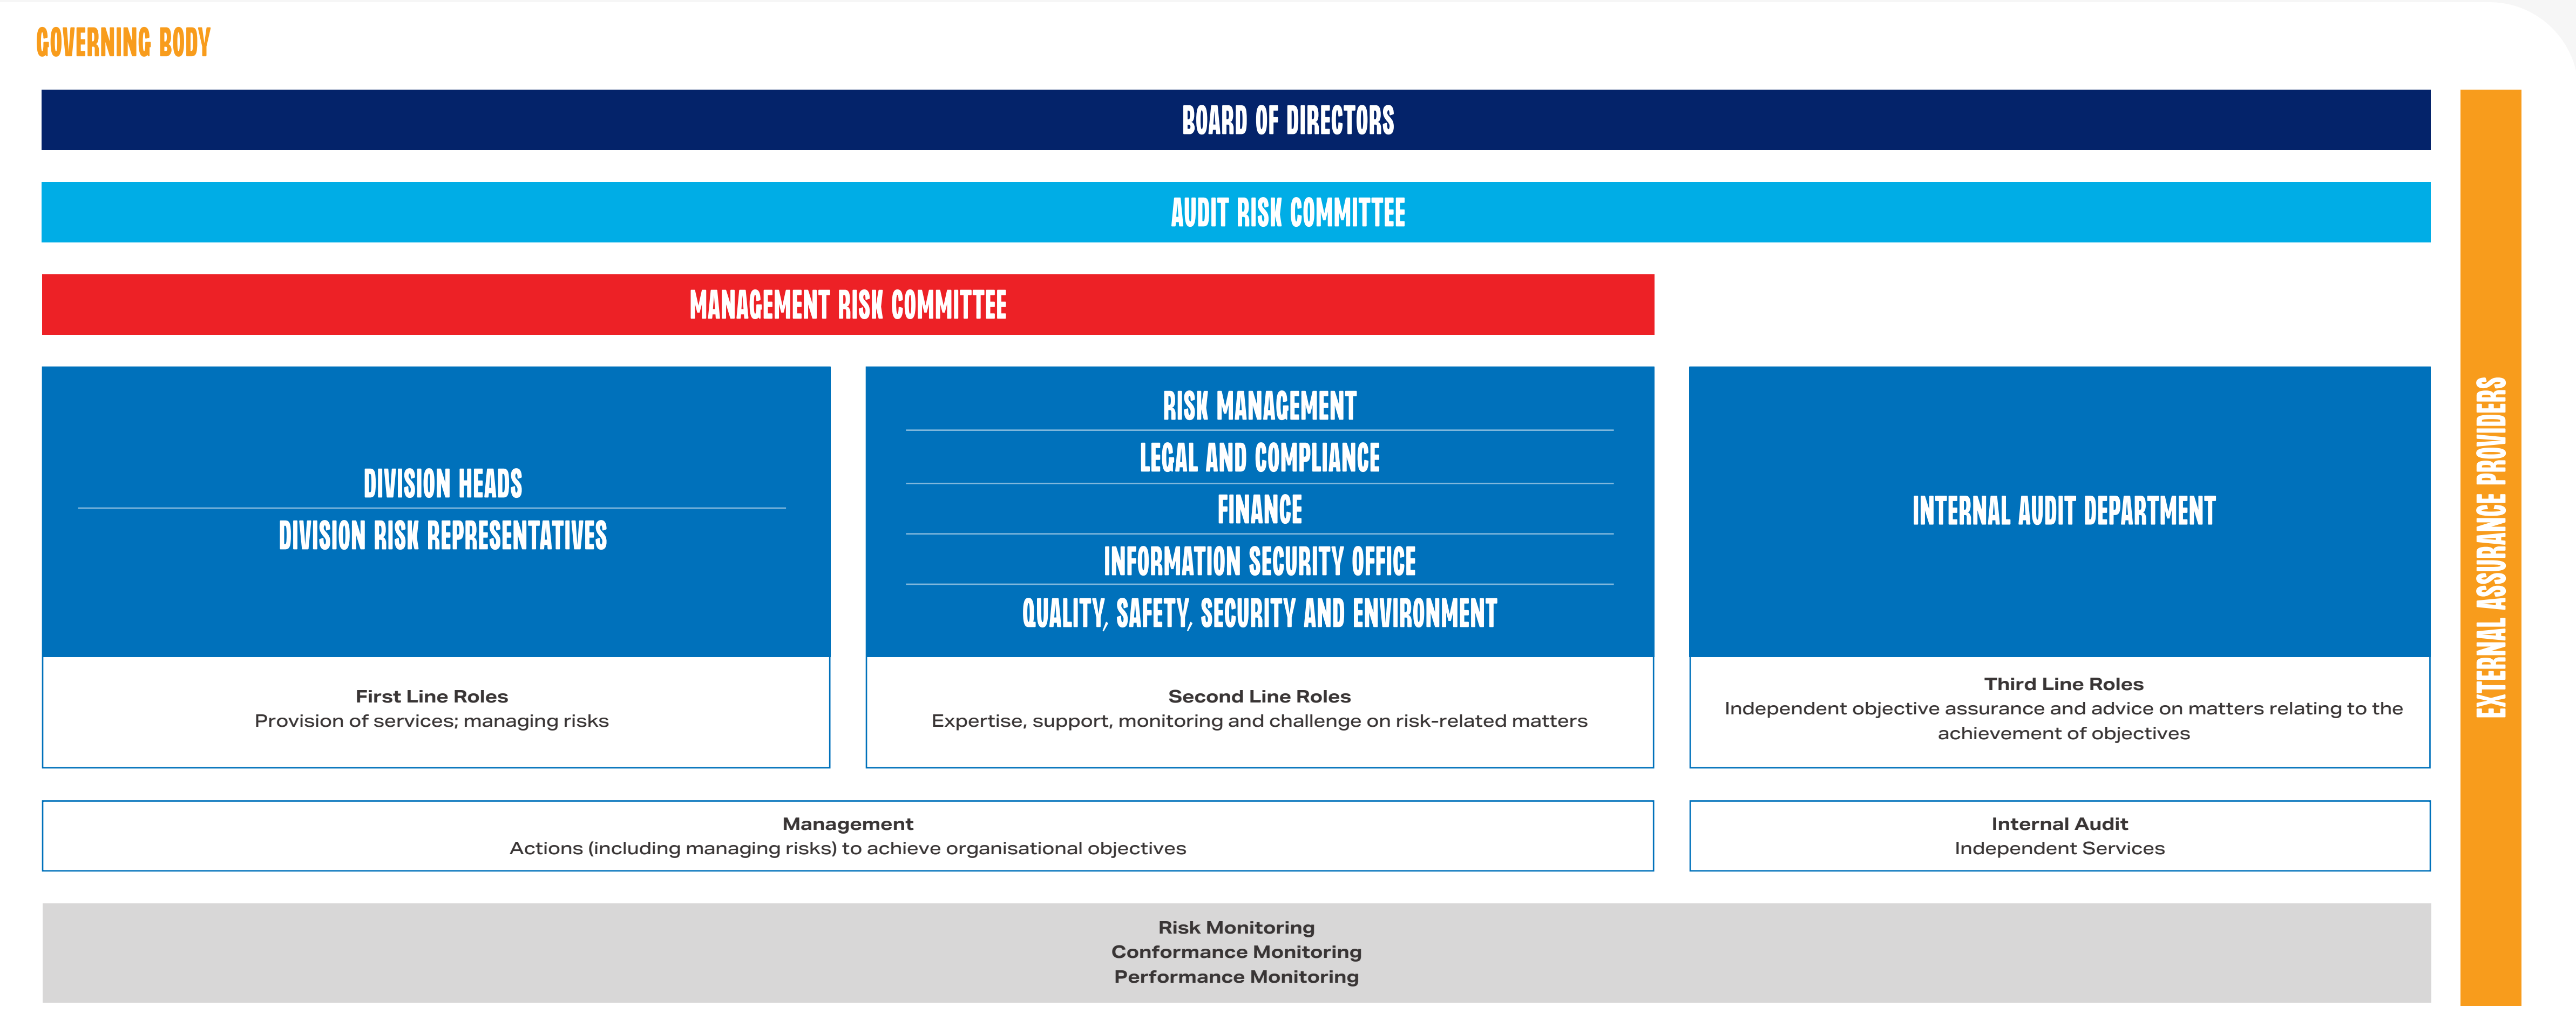 GOVERNING BODY
BOARD OF DIRECTORS
AUDIT RISK COMMITTEE
MANAGEMENT RISK COMMITTEE
DIVISION HEADS
DIVISION RISK REPRESENTATIVES
First Line Roles
Provision of services; managing risks
RISK MANAGEMENT
LEGAL AND COMPLIANCE
FINANCE
INFORMATION SECURITY OFFICE
QUALITY, SAFETY, SECURITY AND ENVIRONMENT
Second Line Roles
Expertise, support, monitoring and challenge on risk-related matters
INTERNAL AUDIT DEPARTMENT
Third Line Roles
Independent objective assurance and advice on matters relating to the
achievement of objectives
Management
Actions (including managing risks) to achieve organisational objectives
Internal Audit
Independent Services
Risk Monitoring
Conformance Monitoring
Performance Monitoring
EXTERNAL ASSURANCE PROVIDERS